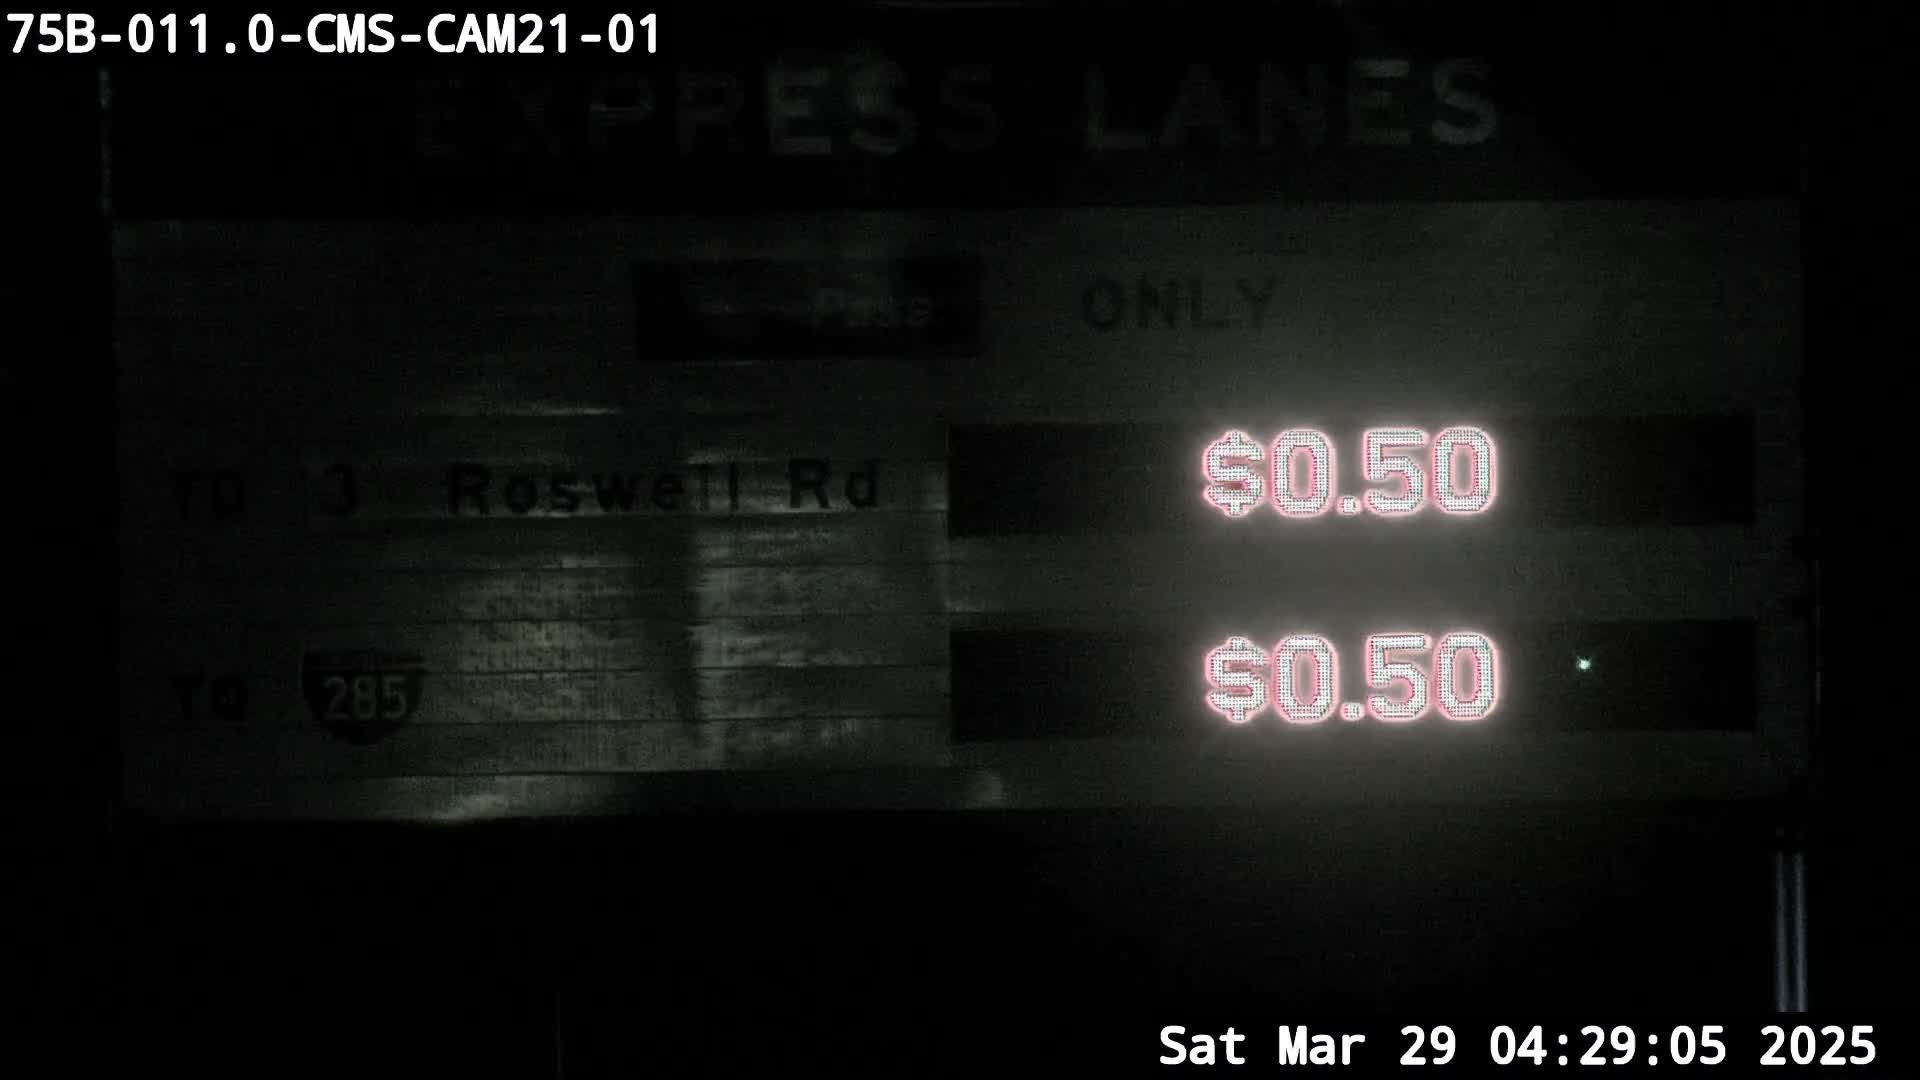 75B-011.0-CMS-CAM21-01
EXPRESS LANES
Pass ONLY
TO 3 Roswell Rd $0.50
TO 285 $0.50
Sat Mar 29 04:29:05 2025